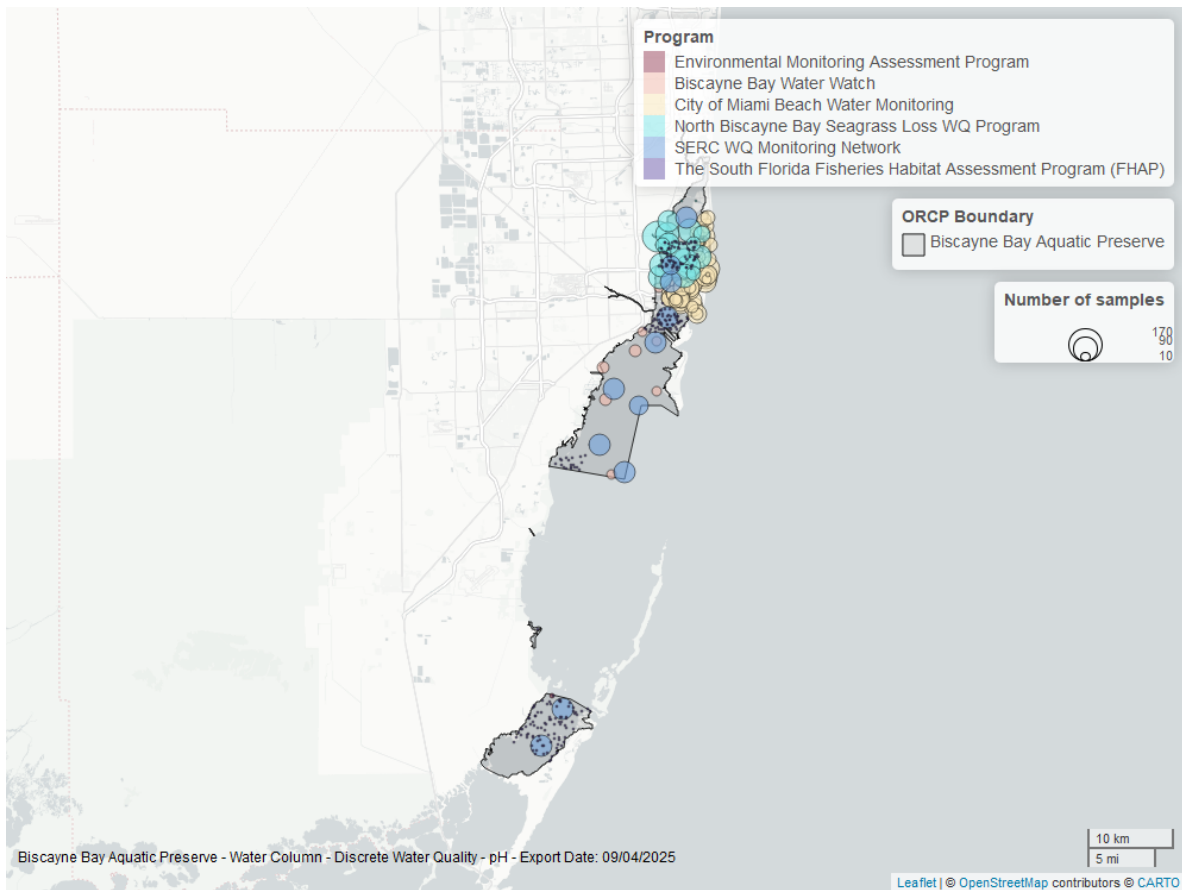 Program
Environmental Monitoring Assessment Program
Biscayne Bay Water Watch
City of Miami Beach Water Monitoring
North Biscayne Bay Seagrass Loss WQ Program
SERC WQ Monitoring Network
The South Florida Fisheries Habitat Assessment Program (FHAP)
ORCP Boundary
Biscayne Bay Aquatic Preserve
Number of samples
170
90
10
10 km
5 mi
Biscayne Bay Aquatic Preserve - Water Column - Discrete Water Quality - pH - Export Date: 09/04/2025
Leaflet | © OpenStreetMap contributors © CARTO